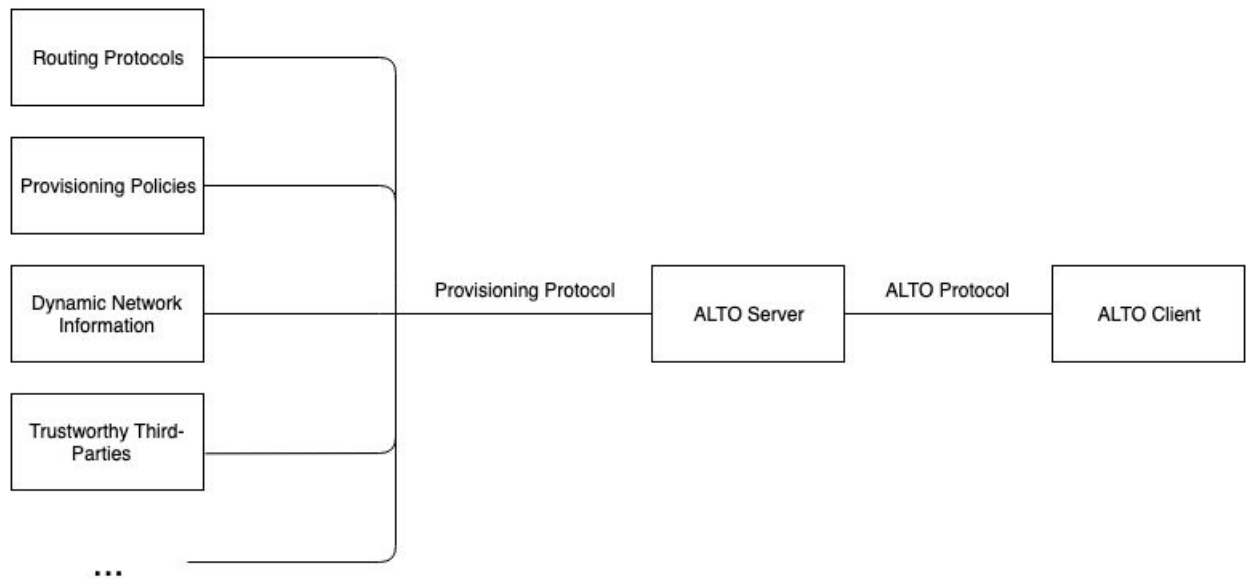 Routing Protocols
Provisioning Policies
Dynamic Network
Information
Trustworthy Third-
Parties
...
Provisioning Protocol
ALTO Server
ALTO Protocol
ALTO Client